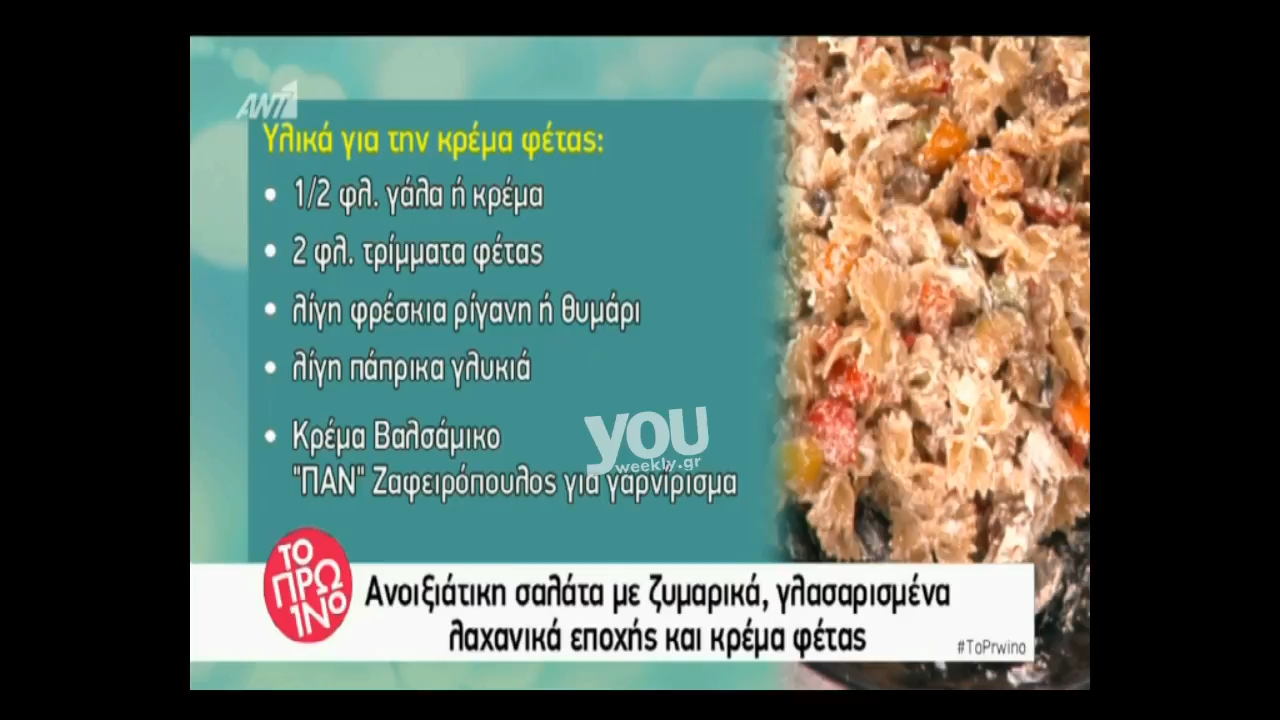 ANT1
Υλικά για την κρέμα φέτας:
• 1/2 φλ. γάλα ή κρέμα
• 2 φλ. τρίμματα φέτας
• λίγη φρέσκια ρίγανη ή θυμάρι
• λίγη πάπρικα γλυκιά
• Κρέμα Βαλσάμικο
"ΠΑΝ" Ζαφειρόπουλος για γαρνίρισμα
you
weekly.gr
ΤΟ
ΠΡΩ
ΙΝΟ
Ανοιξιάτικη σαλάτα με ζυμαρικά, γλασαρισμένα
λαχανικά εποχής και κρέμα φέτας
#ToPrwino